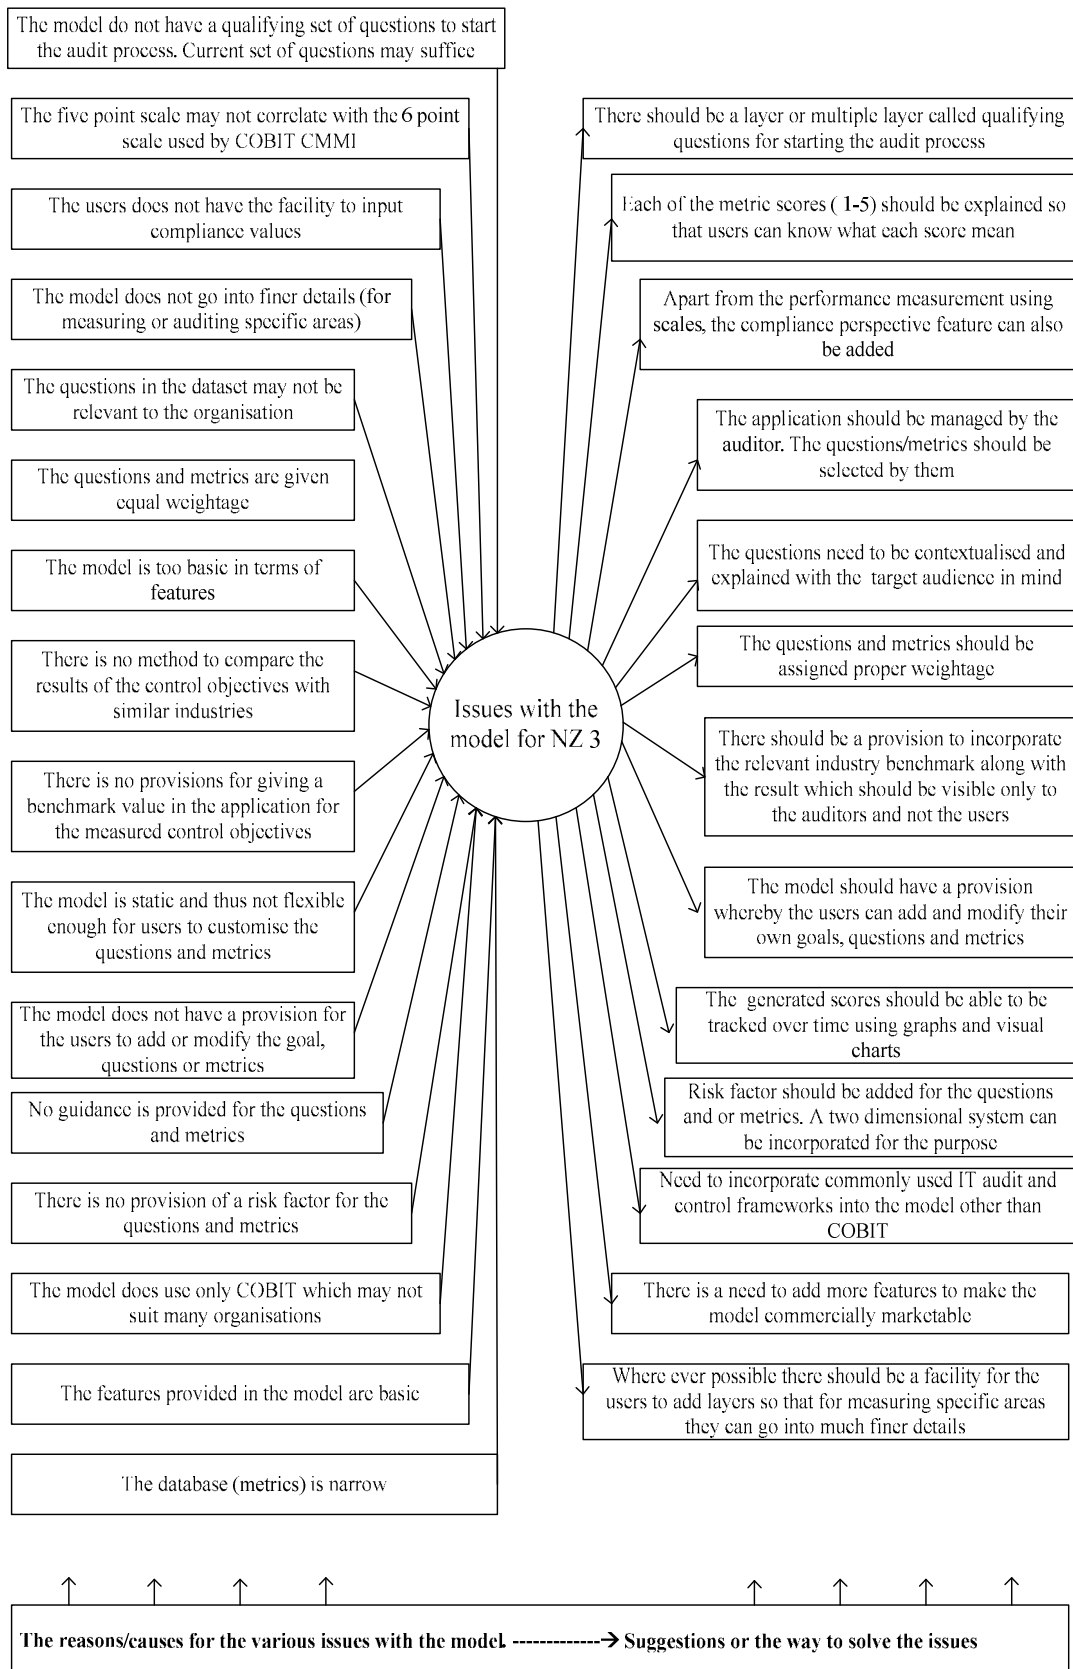 The model do not have a qualifying set of questions to start
the audit process. Current set of questions may suffice
The five point scale may not correlate with the 6 point
scale used by COBIT CMMI
The users does not have the facility to input
compliance values
The model does not go into finer details (for
measuring or auditing specific areas)
The questions in the dataset may not be
relevant to the organisation
The questions and metrics are given
equal weightage
The model is too basic in terms of
features
There is no method to compare the
results of the control objectives with
similar industries
There is no provisions for giving a
benchmark value in the application for
the measured control objectives
The model is static and thus not flexible
enough for users to customise the
questions and metrics
The model does not have a provision for
the users to add or modify the goal,
questions or metrics
No guidance is provided for the questions
and metrics
There is no provision of a risk factor for the
questions and metrics
The model does use only COBIT which may not
suit many organisations
The features provided in the model are basic
The database (metrics) is narrow
Issues with the
model for NZ 3
There should be a layer or multiple layer called qualifying
questions for starting the audit process
Each of the metric scores ( 1-5) should be explained so
that users can know what each score mean
Apart from the performance measurement using
scales, the compliance perspective feature can also
be added
The application should be managed by the
auditor. The questions/metrics should be
selected by them
The questions need to be contextualised and
explained with the target audience in mind
The questions and metrics should be
assigned proper weightage
There should be a provision to incorporate
the relevant industry benchmark along with
the result which should be visible only to
the auditors and not the users
The model should have a provision
whereby the users can add and modify their
own goals, questions and metrics
The generated scores should be able to be
tracked over time using graphs and visual
charts
Risk factor should be added for the questions
and or metrics. A two dimensional system can
be incorporated for the purpose
Need to incorporate commonly used IT audit and
control frameworks into the model other than
COBIT
There is a need to add more features to make the
model commercially marketable
Where ever possible there should be a facility for the
users to add layers so that for measuring specific areas
they can go into much finer details
The reasons/causes for the various issues with the model. ------------→ Suggestions or the way to solve the issues